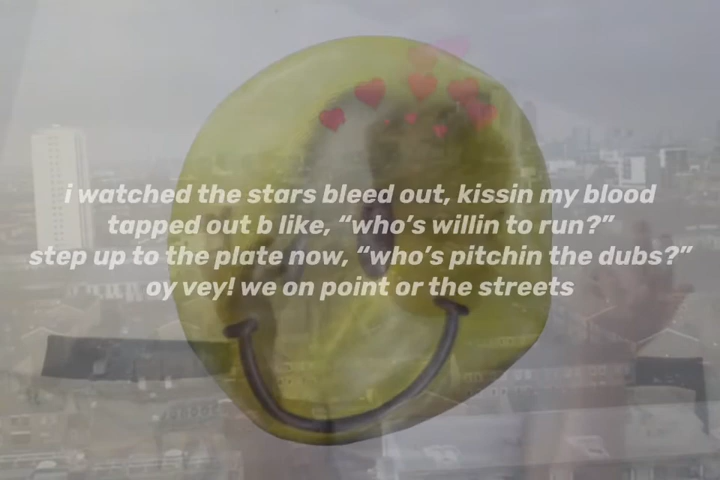 i watched the stars bleed out, kissin my blood
tapped out b like, “who’s willin to run?”
step up to the plate now, “who’s pitchin the dubs?”
oy vey! we on point or the streets